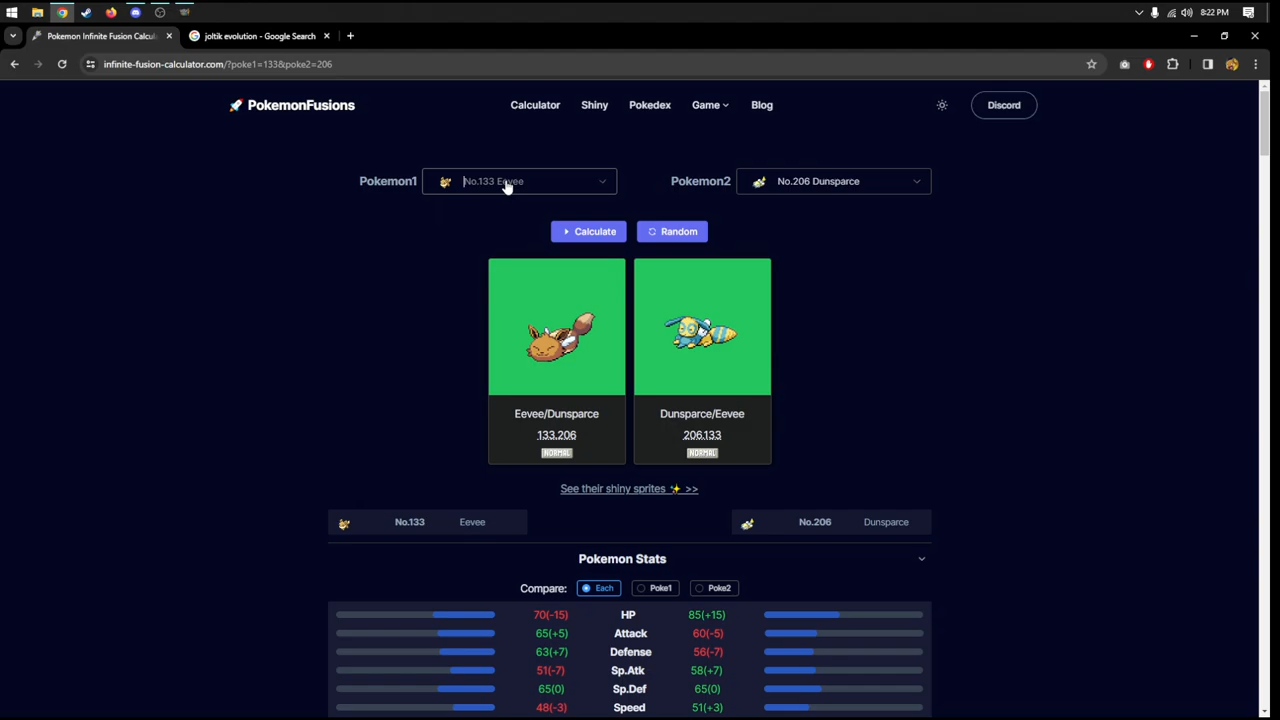 8:22 PM
Pokemon Infinite Fusion Calcul
joltik evolution - Google Search
infinite-fusion-calculator.com/?poke1=133&poke2=206
PokemonFusions
Calculator Shiny Pokedex Game Blog Discord
Pokemon1 No.133 Eevee Pokemon2 No.206 Dunsparce
Calculate Random
Eevee/Dunsparce Dunsparce/Eevee
133.206 206.133
NORMAL NORMAL
See their shiny sprites ✨ >>
No.133 Eevee No.206 Dunsparce
Pokemon Stats
Compare: Each Poke1 Poke2
70(-15) HP 85(+15)
65(+5) Attack 60(-5)
63(+7) Defense 56(-7)
51(-7) Sp.Atk 58(+7)
65(0) Sp.Def 65(0)
48(-3) Speed 51(+3)